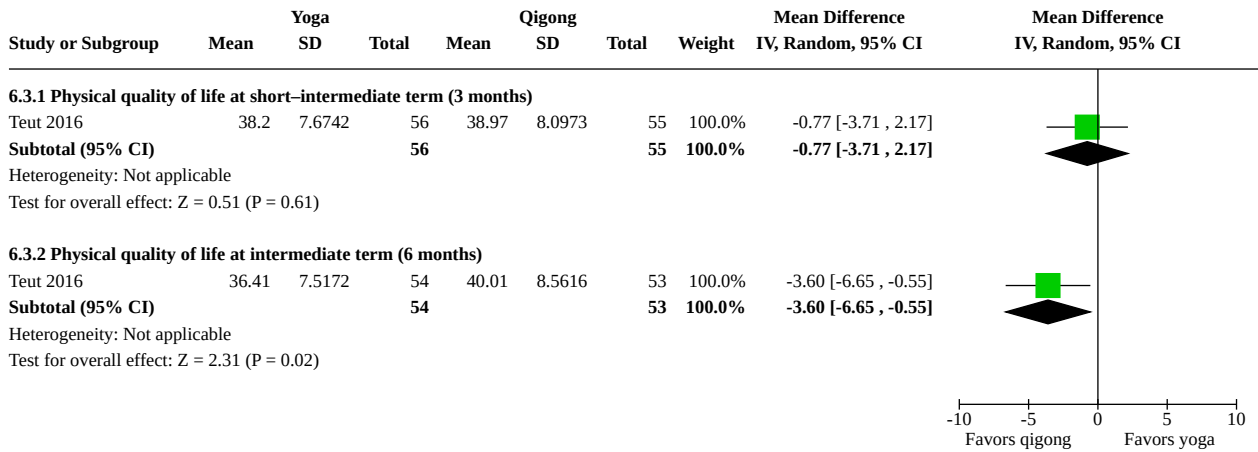 Yoga Qigong Mean Difference Mean Difference
Study or Subgroup Mean SD Total Mean SD Total Weight IV, Random, 95% CI IV, Random, 95% CI
6.3.1 Physical quality of life at short–intermediate term (3 months)
Teut 2016 38.2 7.6742 56 38.97 8.0973 55 100.0% -0.77 [-3.71 , 2.17]
Subtotal (95% CI) 56 55 100.0% -0.77 [-3.71 , 2.17]
Heterogeneity: Not applicable
Test for overall effect: Z = 0.51 (P = 0.61)
6.3.2 Physical quality of life at intermediate term (6 months)
Teut 2016 36.41 7.5172 54 40.01 8.5616 53 100.0% -3.60 [-6.65 , -0.55]
Subtotal (95% CI) 54 53 100.0% -3.60 [-6.65 , -0.55]
Heterogeneity: Not applicable
Test for overall effect: Z = 2.31 (P = 0.02)
-10 -5 0 5 10
Favors qigong Favors yoga